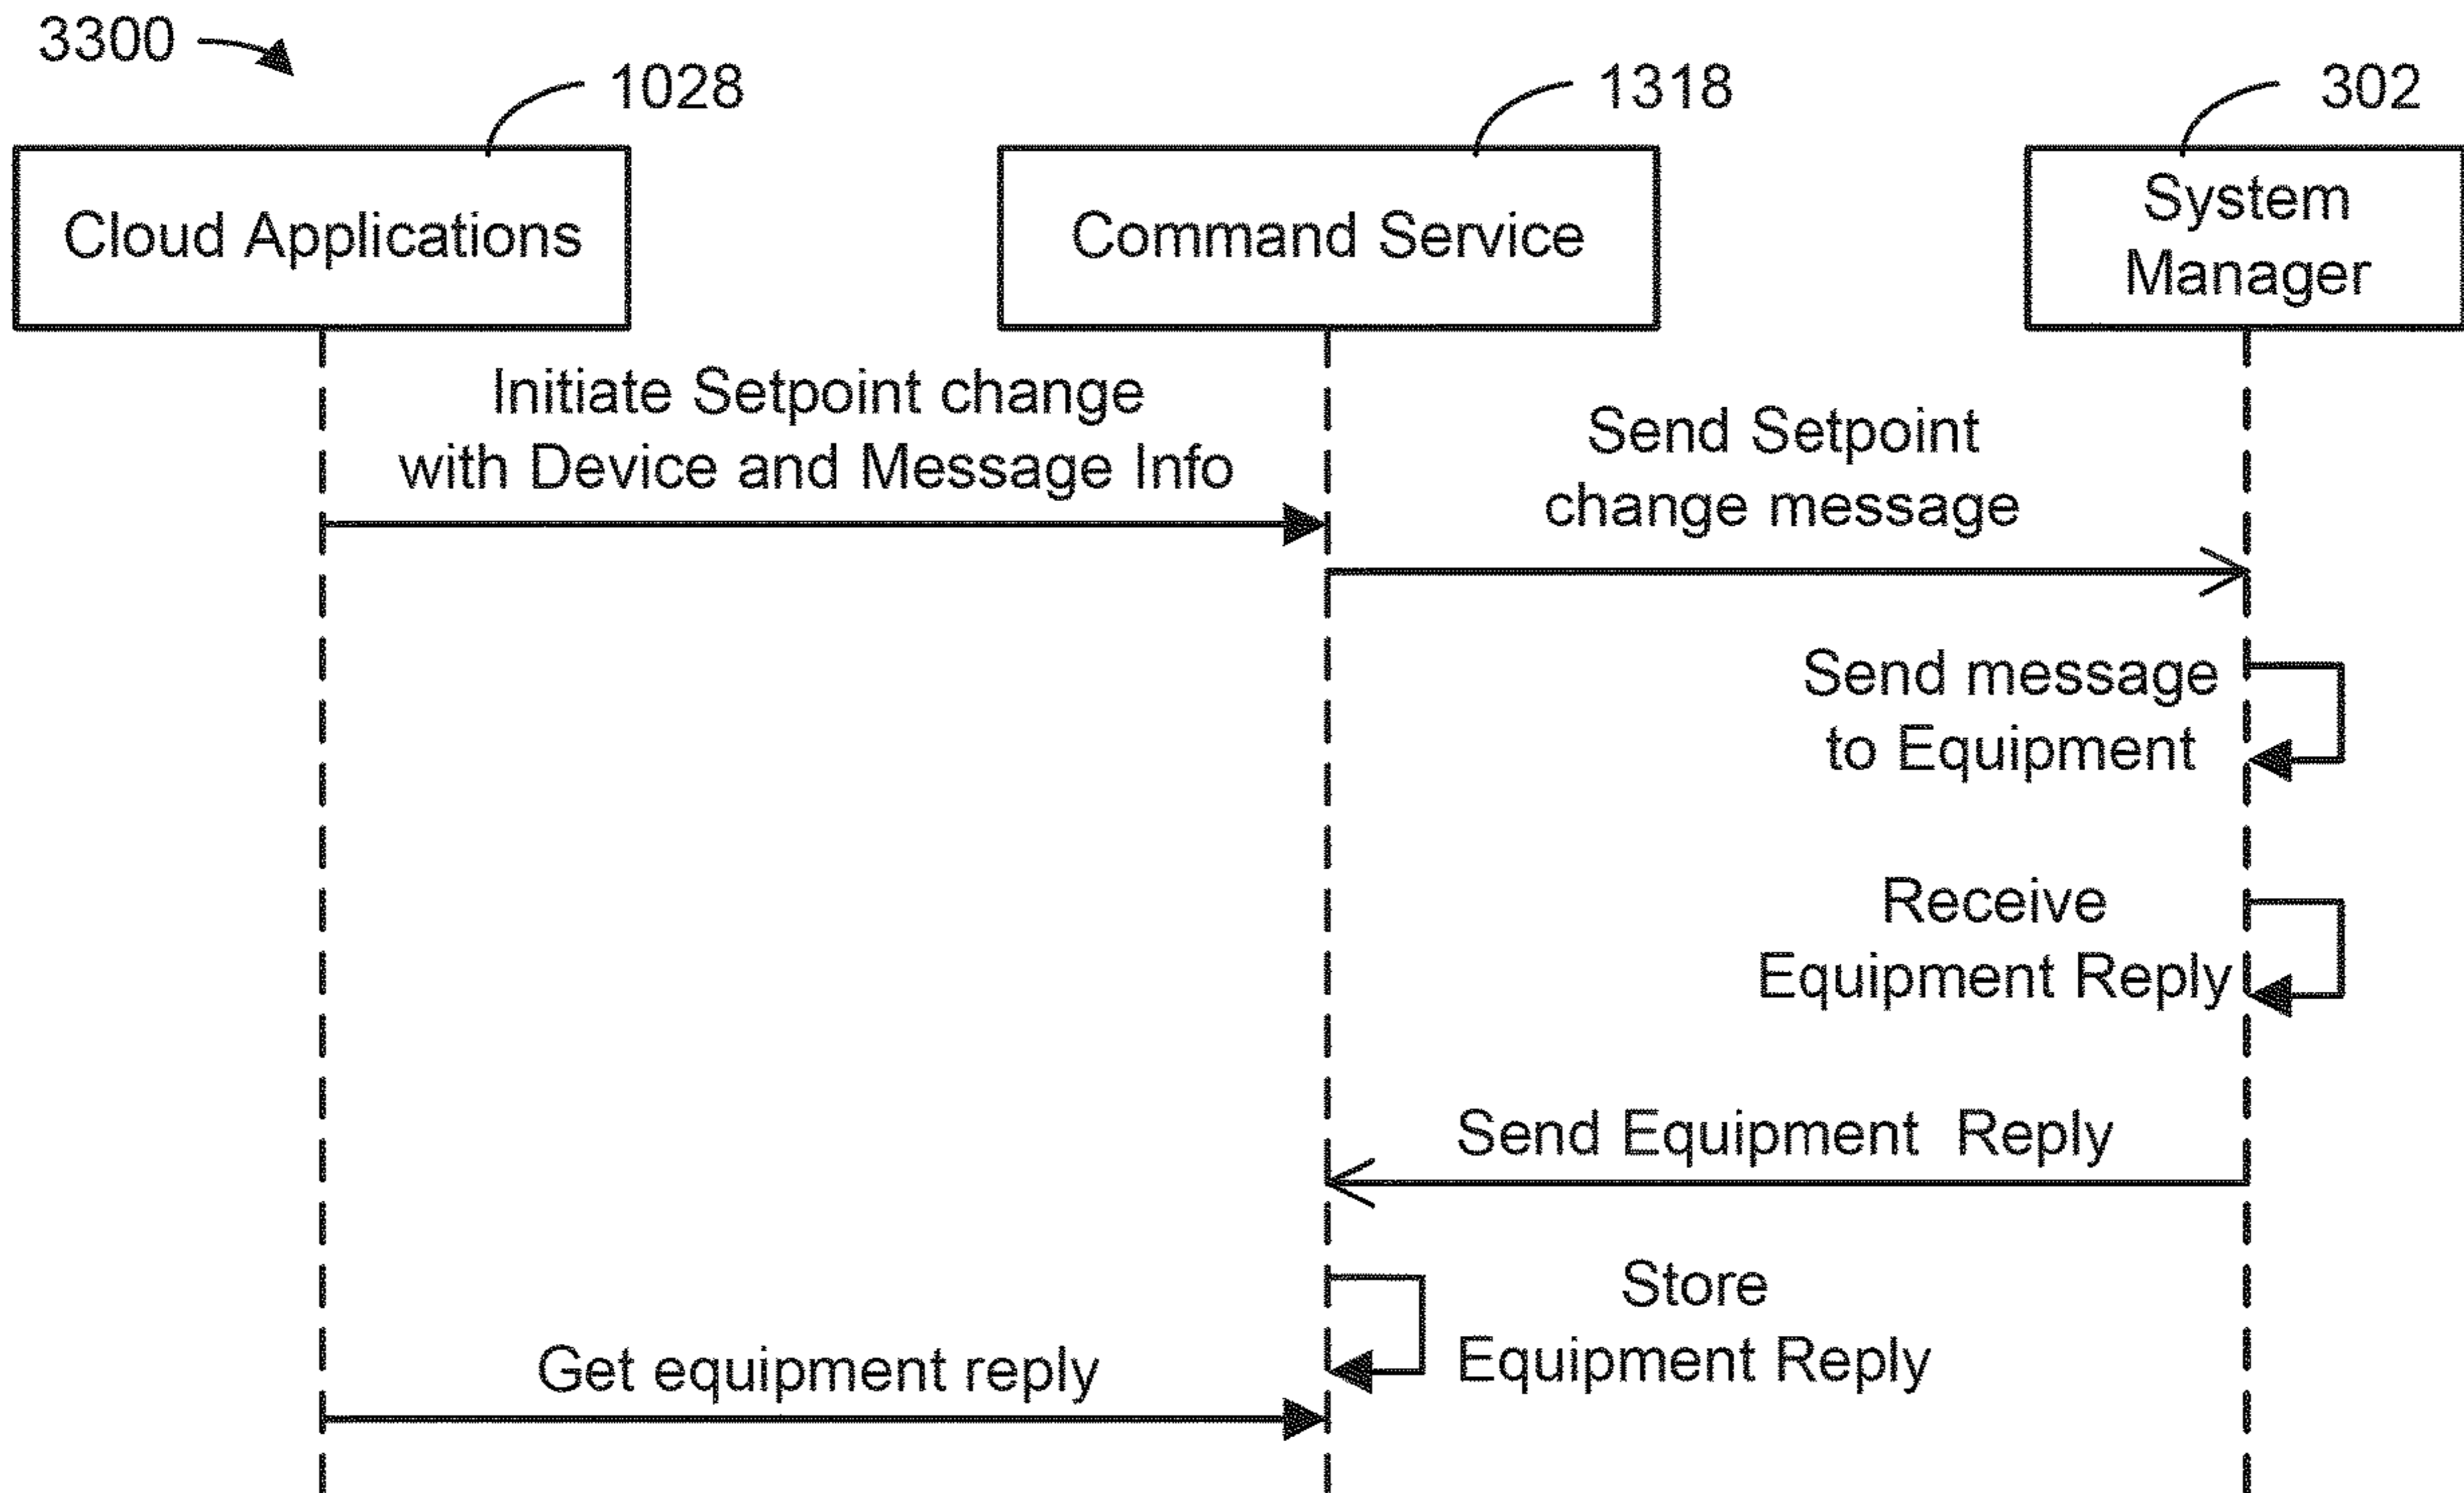 3300
1028
1318
302
Cloud Applications
Command Service
System
Manager
Initiate Setpoint change
with Device and Message Info
Send Setpoint
change message
Send message
to Equipment
Receive
Equipment Reply
Send Equipment Reply
Store
Equipment Reply
Get equipment reply